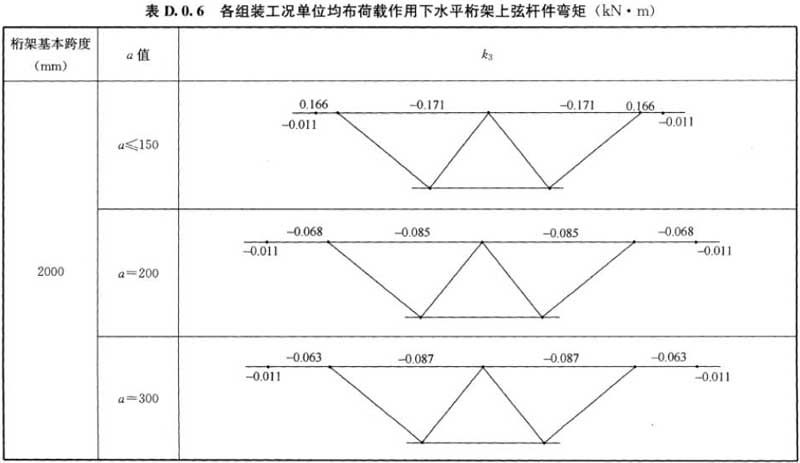 表 D.0.6 各组装工况单位均布荷载作用下水平桁架上弦杆件弯矩（kN·m）
桁架基本跨度
（mm）
a 值
k₃
2000
a≤150
0.166 -0.171 -0.171 0.166
-0.011 -0.011
a＝200
-0.068 -0.085 -0.085 -0.068
-0.011 -0.011
a＝300
-0.063 -0.087 -0.087 -0.063
-0.011 -0.011